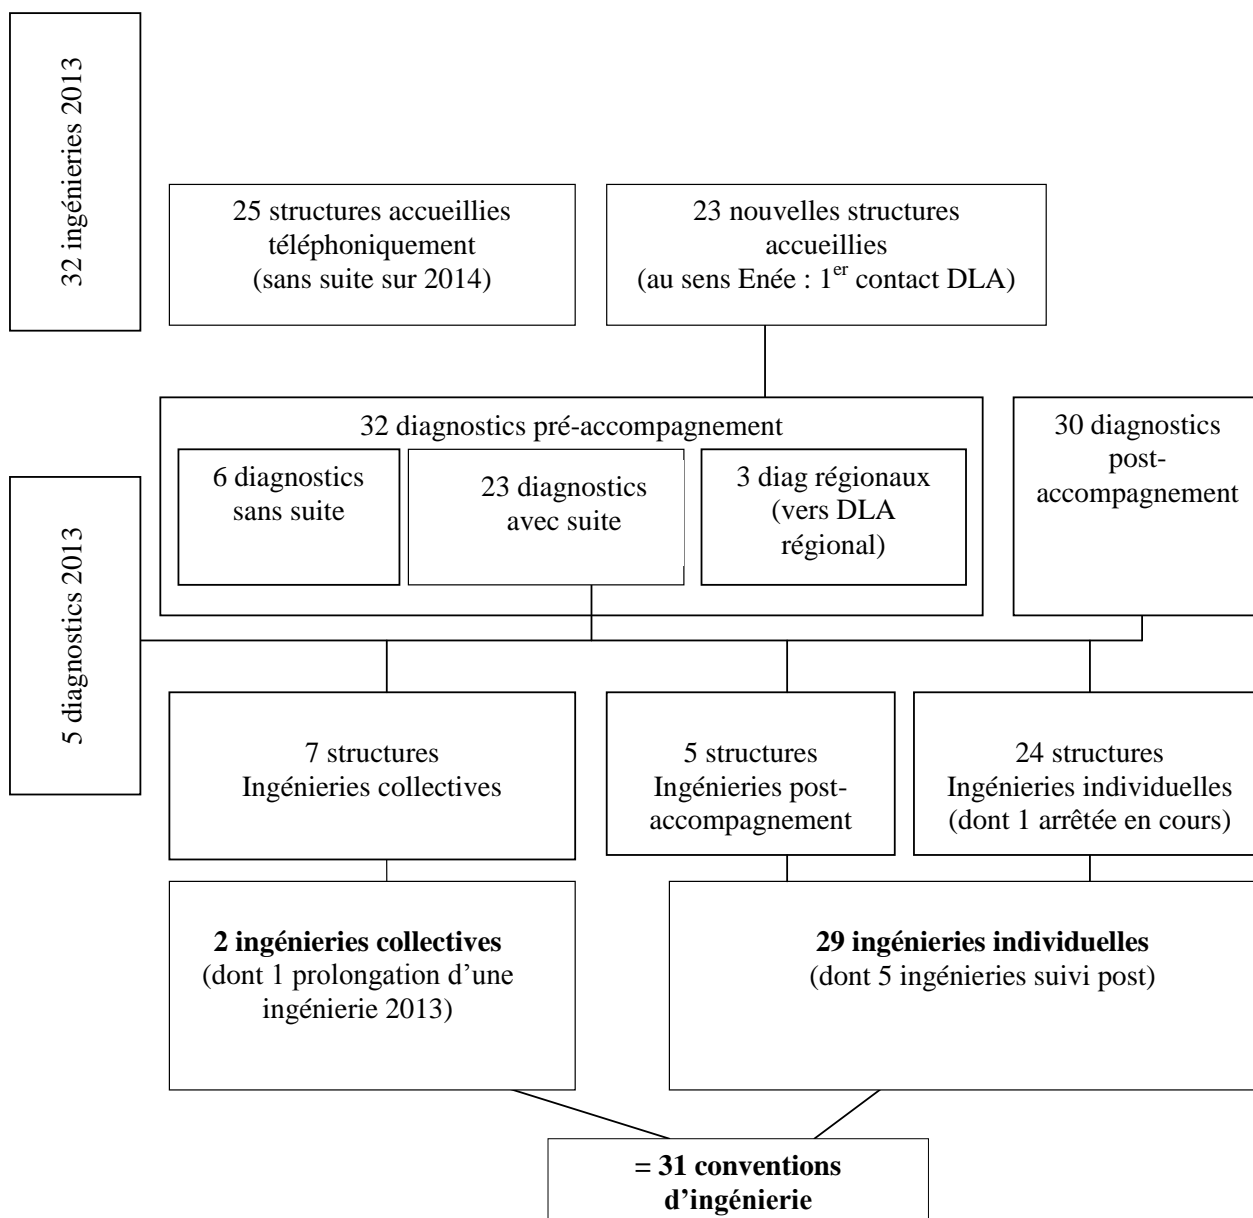 32 ingénieries 2013
25 structures accueillies
téléphoniquement
(sans suite sur 2014)
23 nouvelles structures
accueillies
(au sens Enée : 1er contact DLA)
32 diagnostics pré-accompagnement
6 diagnostics
sans suite
23 diagnostics
avec suite
3 diag régionaux
(vers DLA
régional)
30 diagnostics
post-
accompagnement
5 diagnostics 2013
7 structures
Ingénieries collectives
5 structures
Ingénieries post-
accompagnement
24 structures
Ingénieries individuelles
(dont 1 arrêtée en cours)
2 ingénieries collectives
(dont 1 prolongation d’une
ingénierie 2013)
29 ingénieries individuelles
(dont 5 ingénieries suivi post)
= 31 conventions
d’ingénierie